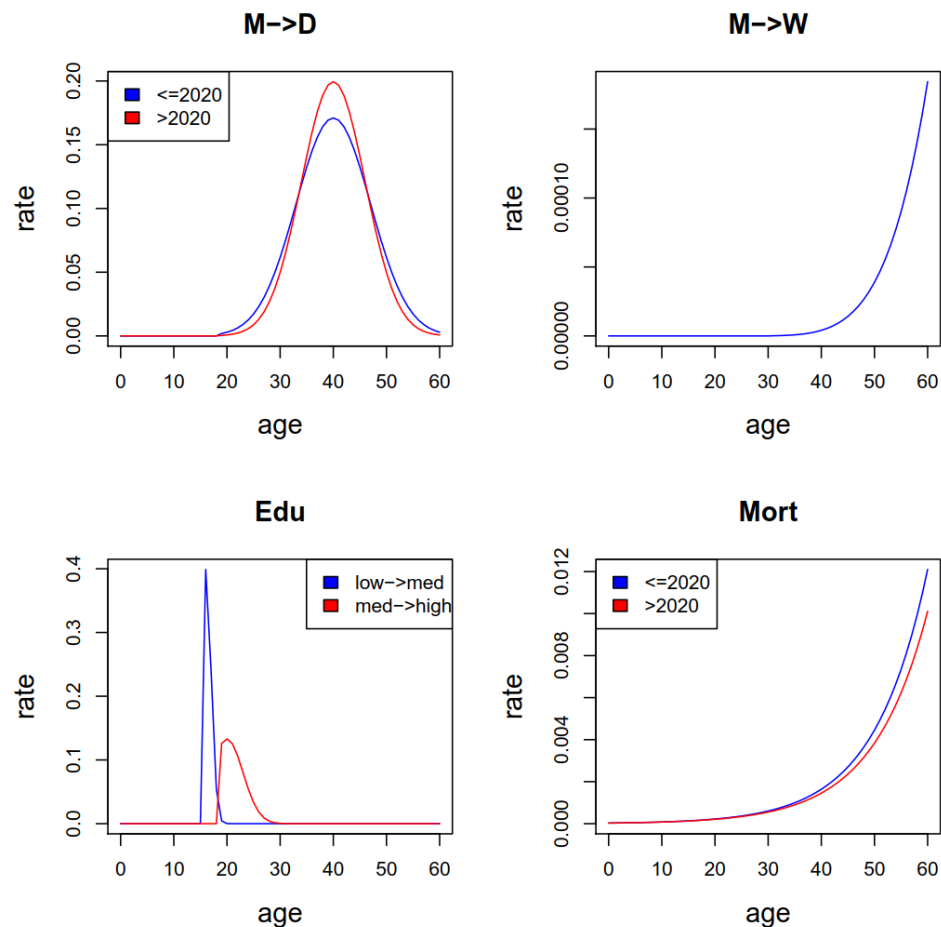 M->D
<=2020
>2020
0.00 0.05 0.10 0.15 0.20
rate
0 10 20 30 40 50 60
age
M->W
0.00000 0.00010
rate
0 10 20 30 40 50 60
age
Edu
low->med
med->high
0.0 0.1 0.2 0.3 0.4
rate
0 10 20 30 40 50 60
age
Mort
<=2020
>2020
0.000 0.004 0.008 0.012
rate
0 10 20 30 40 50 60
age